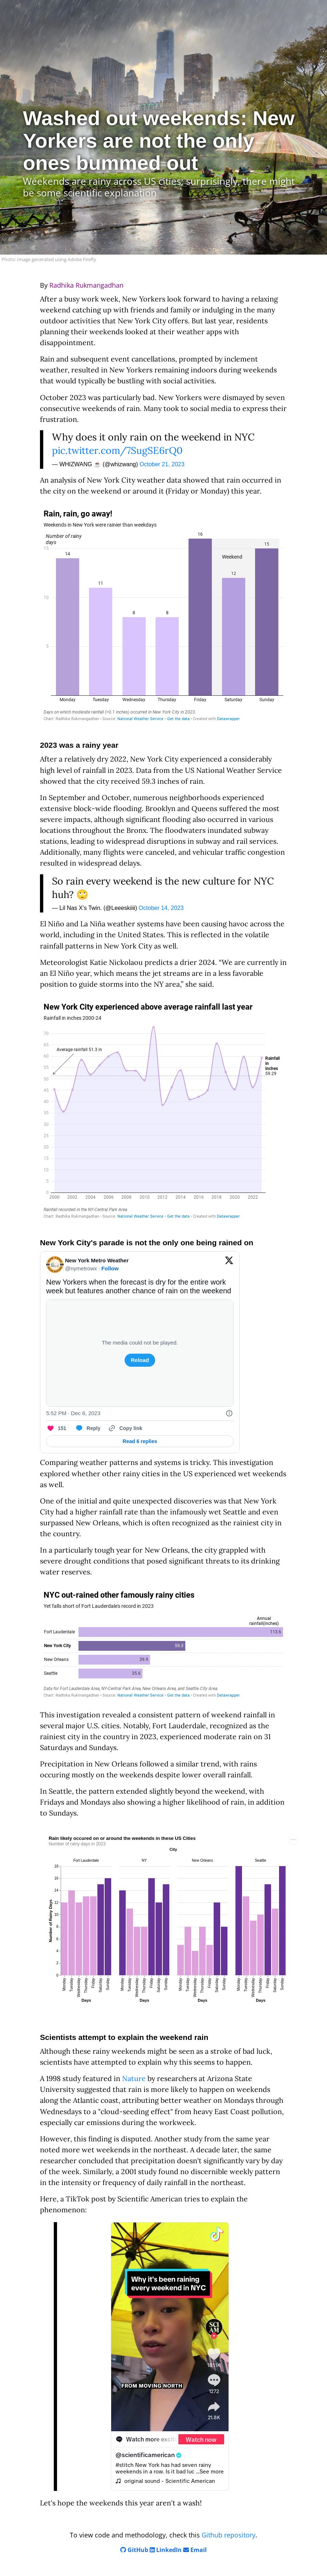 Washed out weekends: New
Yorkers are not the only
ones bummed out
Weekends are rainy across US cities; surprisingly, there might
be some scientific explanation
Photo: Image generated using Adobe Firefly
By Radhika Rukmangadhan
After a busy work week, New Yorkers look forward to having a relaxing
weekend catching up with friends and family or indulging in the many
outdoor activities that New York City offers. But last year, residents
planning their weekends looked at their weather apps with
disappointment.
Rain and subsequent event cancellations, prompted by inclement
weather, resulted in New Yorkers remaining indoors during weekends
that would typically be bustling with social activities.
October 2023 was particularly bad. New Yorkers were dismayed by seven
consecutive weekends of rain. Many took to social media to express their
frustration.
Why does it only rain on the weekend in NYC
pic.twitter.com/7SugSE6rQ0
— WHIZWANG ☕ (@whizwang) October 21, 2023
An analysis of New York City weather data showed that rain occurred in
the city on the weekend or around it (Friday or Monday) this year.
Rain, rain, go away!
Weekends in New York were rainier than weekdays
Number of rainy
days
15
10
5
14
11
8
8
16
12
15
Weekend
Monday Tuesday Wednesday Thursday Friday Saturday Sunday
Days on which moderate rainfall (>0.1 inches) occurred in New York City in 2023
Chart: Radhika Rukmangadhan • Source: National Weather Service • Get the data • Created with Datawrapper
2023 was a rainy year
After a relatively dry 2022, New York City experienced a considerably
high level of rainfall in 2023. Data from the US National Weather Service
showed that the city received 59.3 inches of rain.
In September and October, numerous neighborhoods experienced
extensive block-wide flooding. Brooklyn and Queens suffered the most
severe impacts, although significant flooding also occurred in various
locations throughout the Bronx. The floodwaters inundated subway
stations, leading to widespread disruptions in subway and rail services.
Additionally, many flights were canceled, and vehicular traffic congestion
resulted in widespread delays.
So rain every weekend is the new culture for NYC
huh? 🙄
— Lil Nas X's Twin. (@Leeeskiiii) October 14, 2023
El Niño and La Niña weather systems have been causing havoc across the
world, including in the United States. This is reflected in the volatile
rainfall patterns in New York City as well.
Meteorologist Katie Nickolaou predicts a drier 2024. “We are currently in
an El Niño year, which means the jet streams are in a less favorable
position to guide storms into the NY area,” she said.
New York City experienced above average rainfall last year
Rainfall in inches 2000-24
70
65
60
55
50
45
40
35
30
25
20
15
10
5
0
Average rainfall 51.3 in
Rainfall
in
inches
59.29
2000 2002 2004 2006 2008 2010 2012 2014 2016 2018 2020 2022
Rainfall recorded in the NY-Central Park Area
Chart: Radhika Rukmangadhan • Source: National Weather Service • Get the data • Created with Datawrapper
New York City's parade is not the only one being rained on
New York Metro Weather
@nymetrowx · Follow
New Yorkers when the forecast is dry for the entire work
week but features another chance of rain on the weekend
The media could not be played.
Reload
5:52 PM · Dec 6, 2023
151 Reply Copy link
Read 6 replies
Comparing weather patterns and systems is tricky. This investigation
explored whether other rainy cities in the US experienced wet weekends
as well.
One of the initial and quite unexpected discoveries was that New York
City had a higher rainfall rate than the infamously wet Seattle and even
surpassed New Orleans, which is often recognized as the rainiest city in
the country.
In a particularly tough year for New Orleans, the city grappled with
severe drought conditions that posed significant threats to its drinking
water reserves.
NYC out-rained other famously rainy cities
Yet falls short of Fort Lauderdale's record in 2023
Annual
rainfall(inches)
Fort Lauderdale 113.6
New York City 59.3
New Orleans 39.9
Seattle 35.6
Data for Fort Lauderdale Area, NY-Central Park Area, New Orleans Area, and Seattle City Area.
Chart: Radhika Rukmangadhan • Source: National Weather Service • Get the data • Created with Datawrapper
This investigation revealed a consistent pattern of weekend rainfall in
several major U.S. cities. Notably, Fort Lauderdale, recognized as the
rainiest city in the country in 2023, experienced moderate rain on 31
Saturdays and Sundays.
Precipitation in New Orleans followed a similar trend, with rains
occurring mostly on the weekends despite lower overall rainfall.
In Seattle, the pattern extended slightly beyond the weekend, with
Fridays and Mondays also showing a higher likelihood of rain, in addition
to Sundays.
Rain likely occured on or around the weekends in these US Cities
Number of rainy days in 2023
City
Fort Lauderdale NY New Orleans Seattle
Number of Rainy Days
18
16
14
12
10
8
6
4
2
0
Monday Tuesday Wednesday Thursday Friday Saturday Sunday
Monday Tuesday Wednesday Thursday Friday Saturday Sunday
Monday Tuesday Wednesday Thursday Friday Saturday Sunday
Monday Tuesday Wednesday Thursday Friday Saturday Sunday
Days Days Days Days
Scientists attempt to explain the weekend rain
Although these rainy weekends might be seen as a stroke of bad luck,
scientists have attempted to explain why this seems to happen.
A 1998 study featured in Nature by researchers at Arizona State
University suggested that rain is more likely to happen on weekends
along the Atlantic coast, attributing better weather on Mondays through
Wednesdays to a "cloud-seeding effect" from heavy East Coast pollution,
especially car emissions during the workweek.
However, this finding is disputed. Another study from the same year
noted more wet weekends in the northeast. A decade later, the same
researcher concluded that precipitation doesn't significantly vary by day
of the week. Similarly, a 2001 study found no discernible weekly pattern
in the intensity or frequency of daily rainfall in the northeast.
Here, a TikTok post by Scientific American tries to explain the
phenomenon:
Why it's been raining
every weekend in NYC
SCI
AM
1272
21.8K
FROM MOVING NORTH
Watch more exci
Watch now
@scientificamerican
#stitch New York has had seven rainy
weekends in a row. Is it bad luc ...See more
original sound - Scientific American
Let's hope the weekends this year aren't a wash!
To view code and methodology, check this Github repository.
GitHub LinkedIn Email